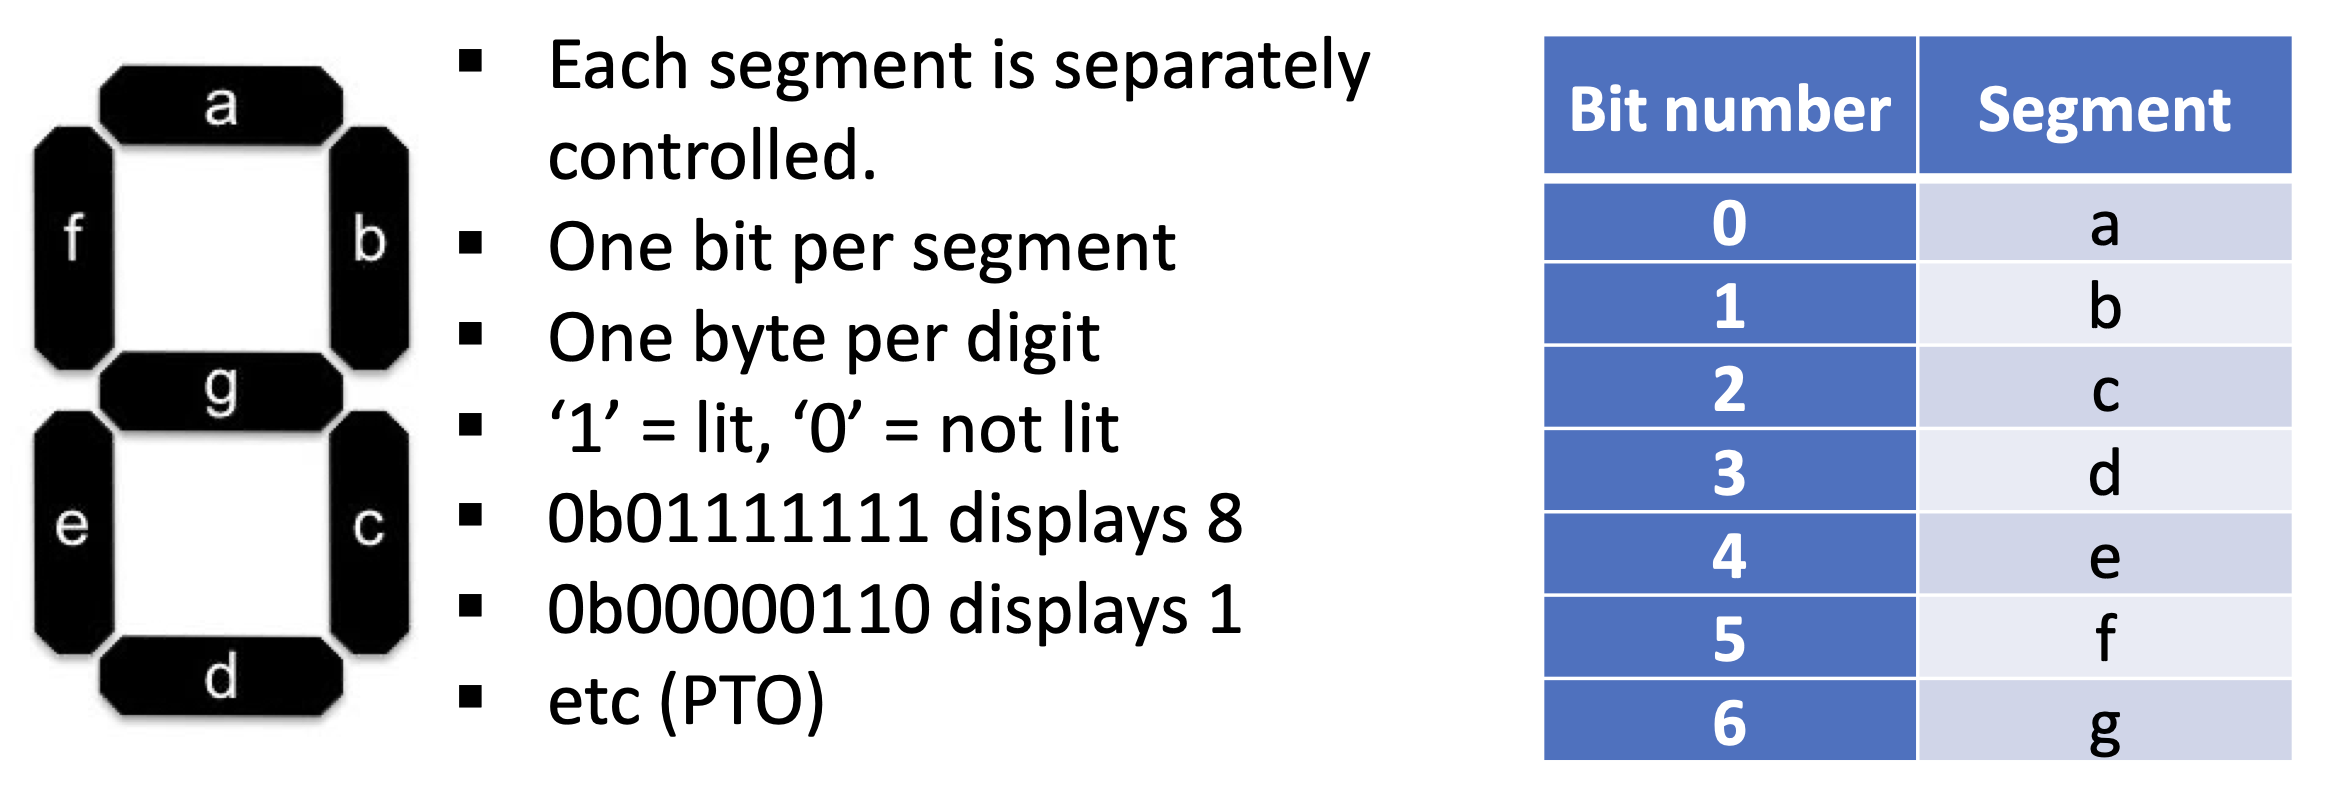 a
f
b
g
e
c
d
▪ Each segment is separately
controlled.
▪ One bit per segment
▪ One byte per digit
▪ ‘1’ = lit, ‘0’ = not lit
▪ 0b01111111 displays 8
▪ 0b00000110 displays 1
▪ etc (PTO)
Bit number Segment
0 a
1 b
2 c
3 d
4 e
5 f
6 g